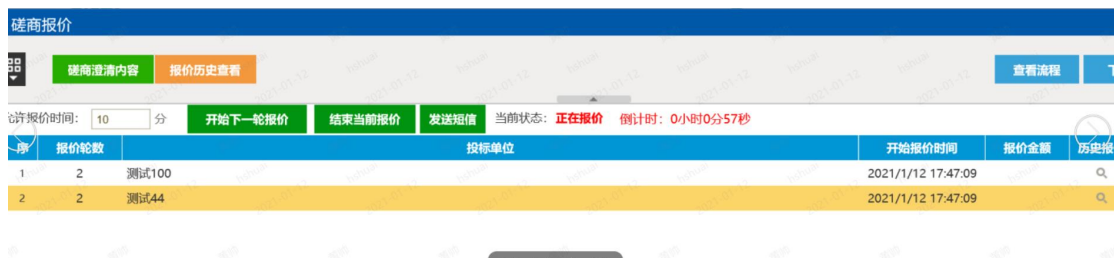 磋商报价
磋商澄清内容 报价历史查看 查看流程
允许报价时间： 10 分 开始下一轮报价 结束当前报价 发送短信 当前状态： 正在报价 倒计时：0小时0分57秒
序 报价轮数 投标单位 开始报价时间 报价金额 历史报
1 2 测试100 2021/1/12 17:47:09
2 2 测试44 2021/1/12 17:47:09